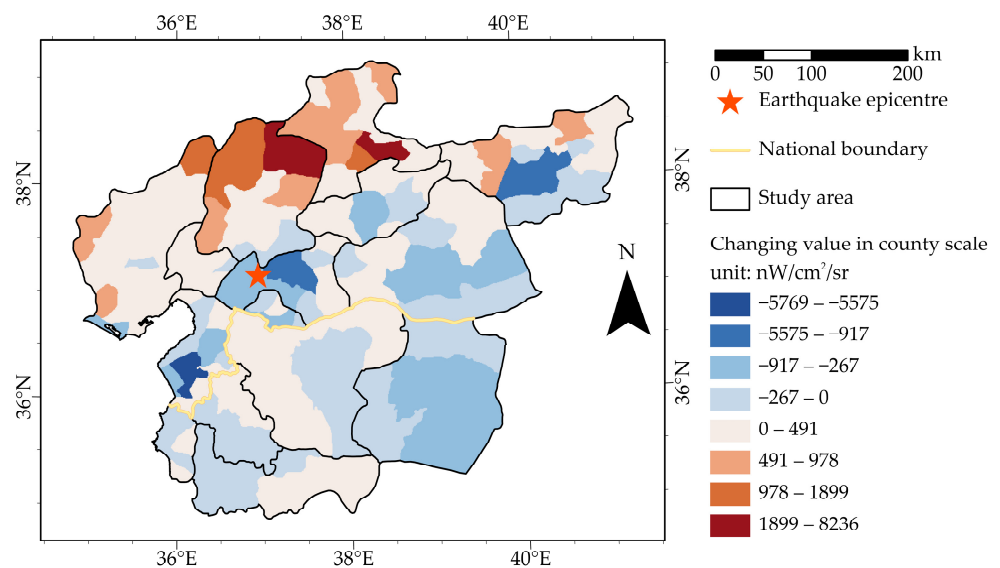 36°E 40°E
38°N
36°N
38°N
36°N
36°E 38°E 40°E
N
km
0 50 100 200
Earthquake epicentre
National boundary
Study area
Changing value in county scale
unit: nW/cm²/sr
−5769 – −5575
−5575 – −917
−917 – −267
−267 – 0
0 – 491
491 – 978
978 – 1899
1899 – 8236